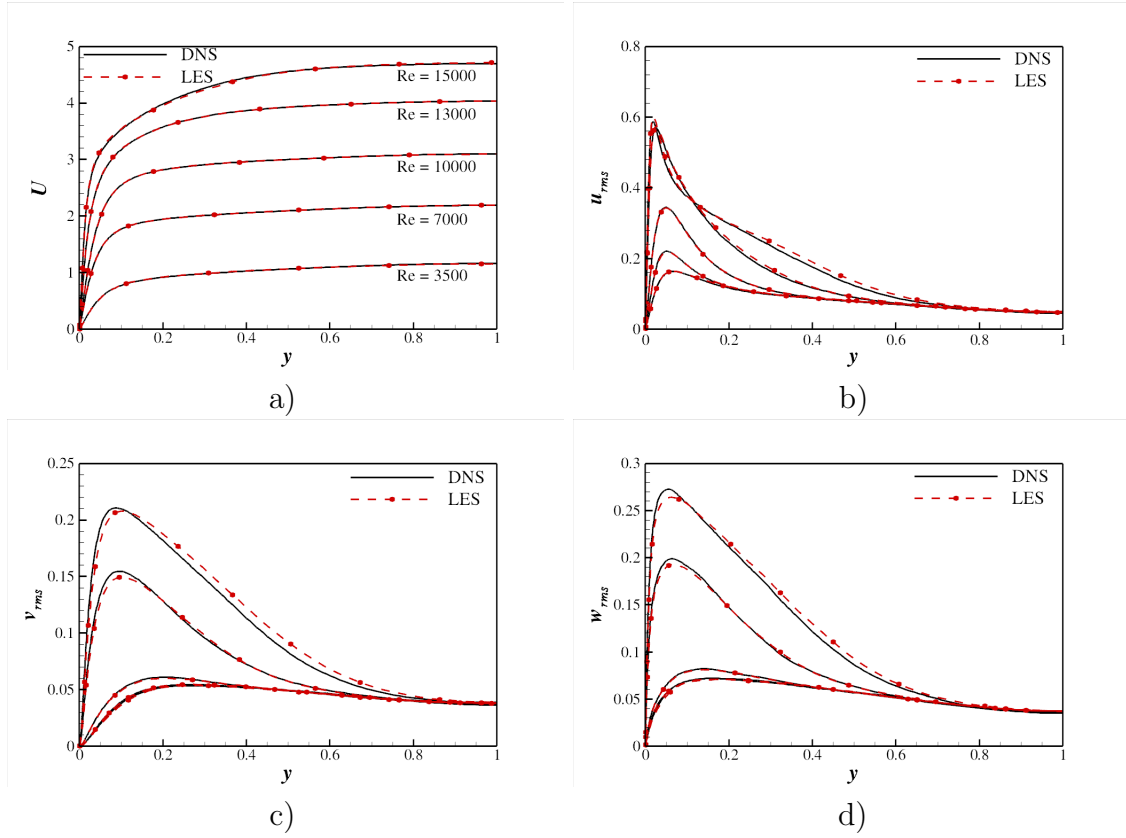 5
4
3
2
1
0
U
DNS
LES
Re = 15000
Re = 13000
Re = 10000
Re = 7000
Re = 3500
0
0.2
0.4
0.6
0.8
1
y
a)
0.8
0.6
0.4
0.2
0
u_rms
DNS
LES
0
0.2
0.4
0.6
0.8
1
y
b)
0.25
0.2
0.15
0.1
0.05
0
v_rms
DNS
LES
0
0.2
0.4
0.6
0.8
1
y
c)
0.3
0.25
0.2
0.15
0.1
0.05
0
w_rms
DNS
LES
0
0.2
0.4
0.6
0.8
1
y
d)